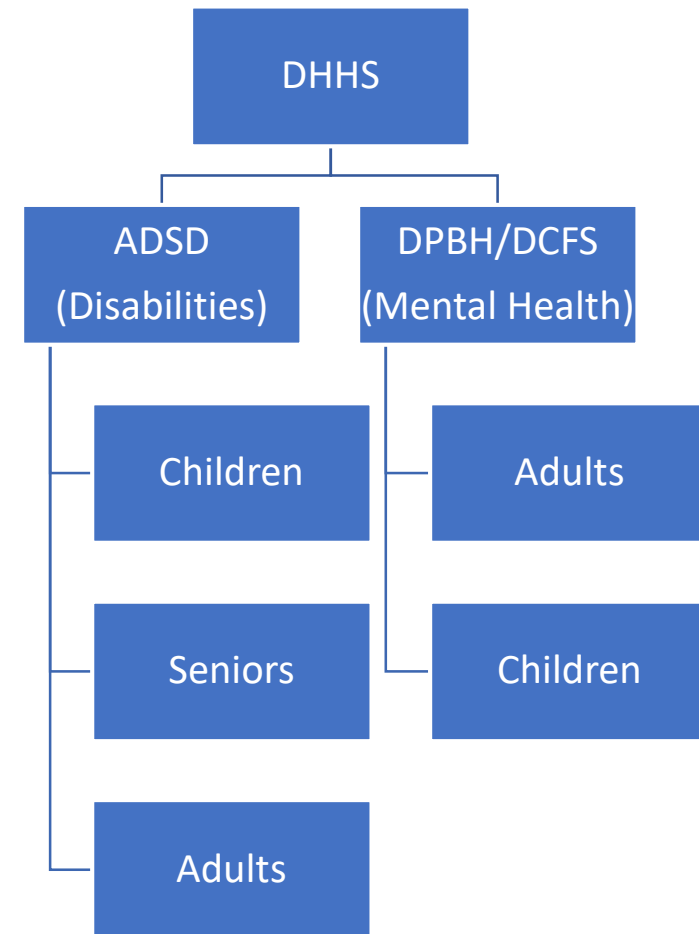 DHHS
ADSD
(Disabilities)
DPBH/DCFS
(Mental Health)
Children
Seniors
Adults
Adults
Children